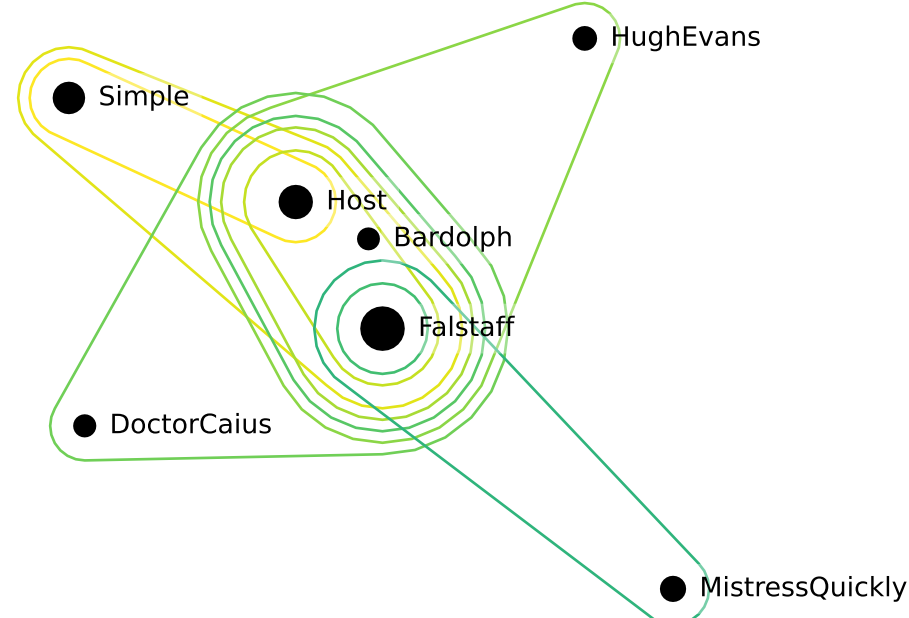 HughEvans
Simple
Host
Bardolph
Falstaff
DoctorCaius
MistressQuickly